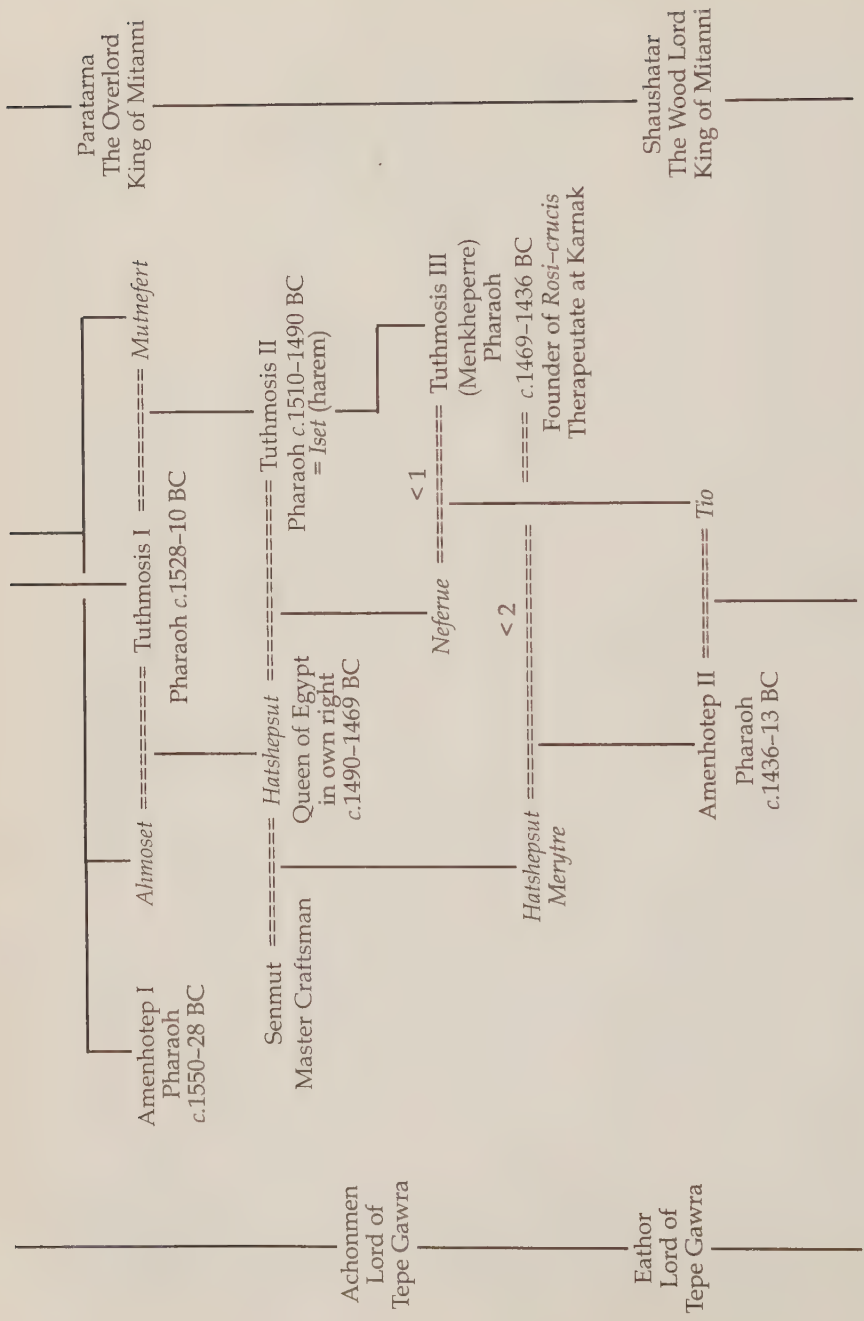 Paratarna
The Overlord
King of Mitanni
Amenhotep I
Pharaoh
c.1550–28 BC
Ahmoset ========== Tuthmosis I ========== Mutnefert
Pharaoh c.1528–10 BC
Senmut ========= Hatshepsut ================ Tuthmosis II
Master Craftsman
Queen of Egypt
in own right
c.1490–1469 BC
Pharaoh c.1510–1490 BC
= Iset (harem)
Achonmen
Lord of
Tepe Gawra
< 1
Neferue =========== Tuthmosis III
(Menkheperre)
Pharaoh
< 2
Hatshepsut ==================== ===== c.1469–1436 BC
Merytre
Founder of Rosi-crucis
Therapeutate at Karnak
Eathor
Lord of
Tepe Gawra
Shaushatar
The Wood Lord
King of Mitanni
Amenhotep II ========== Tio
Pharaoh
c.1436–13 BC